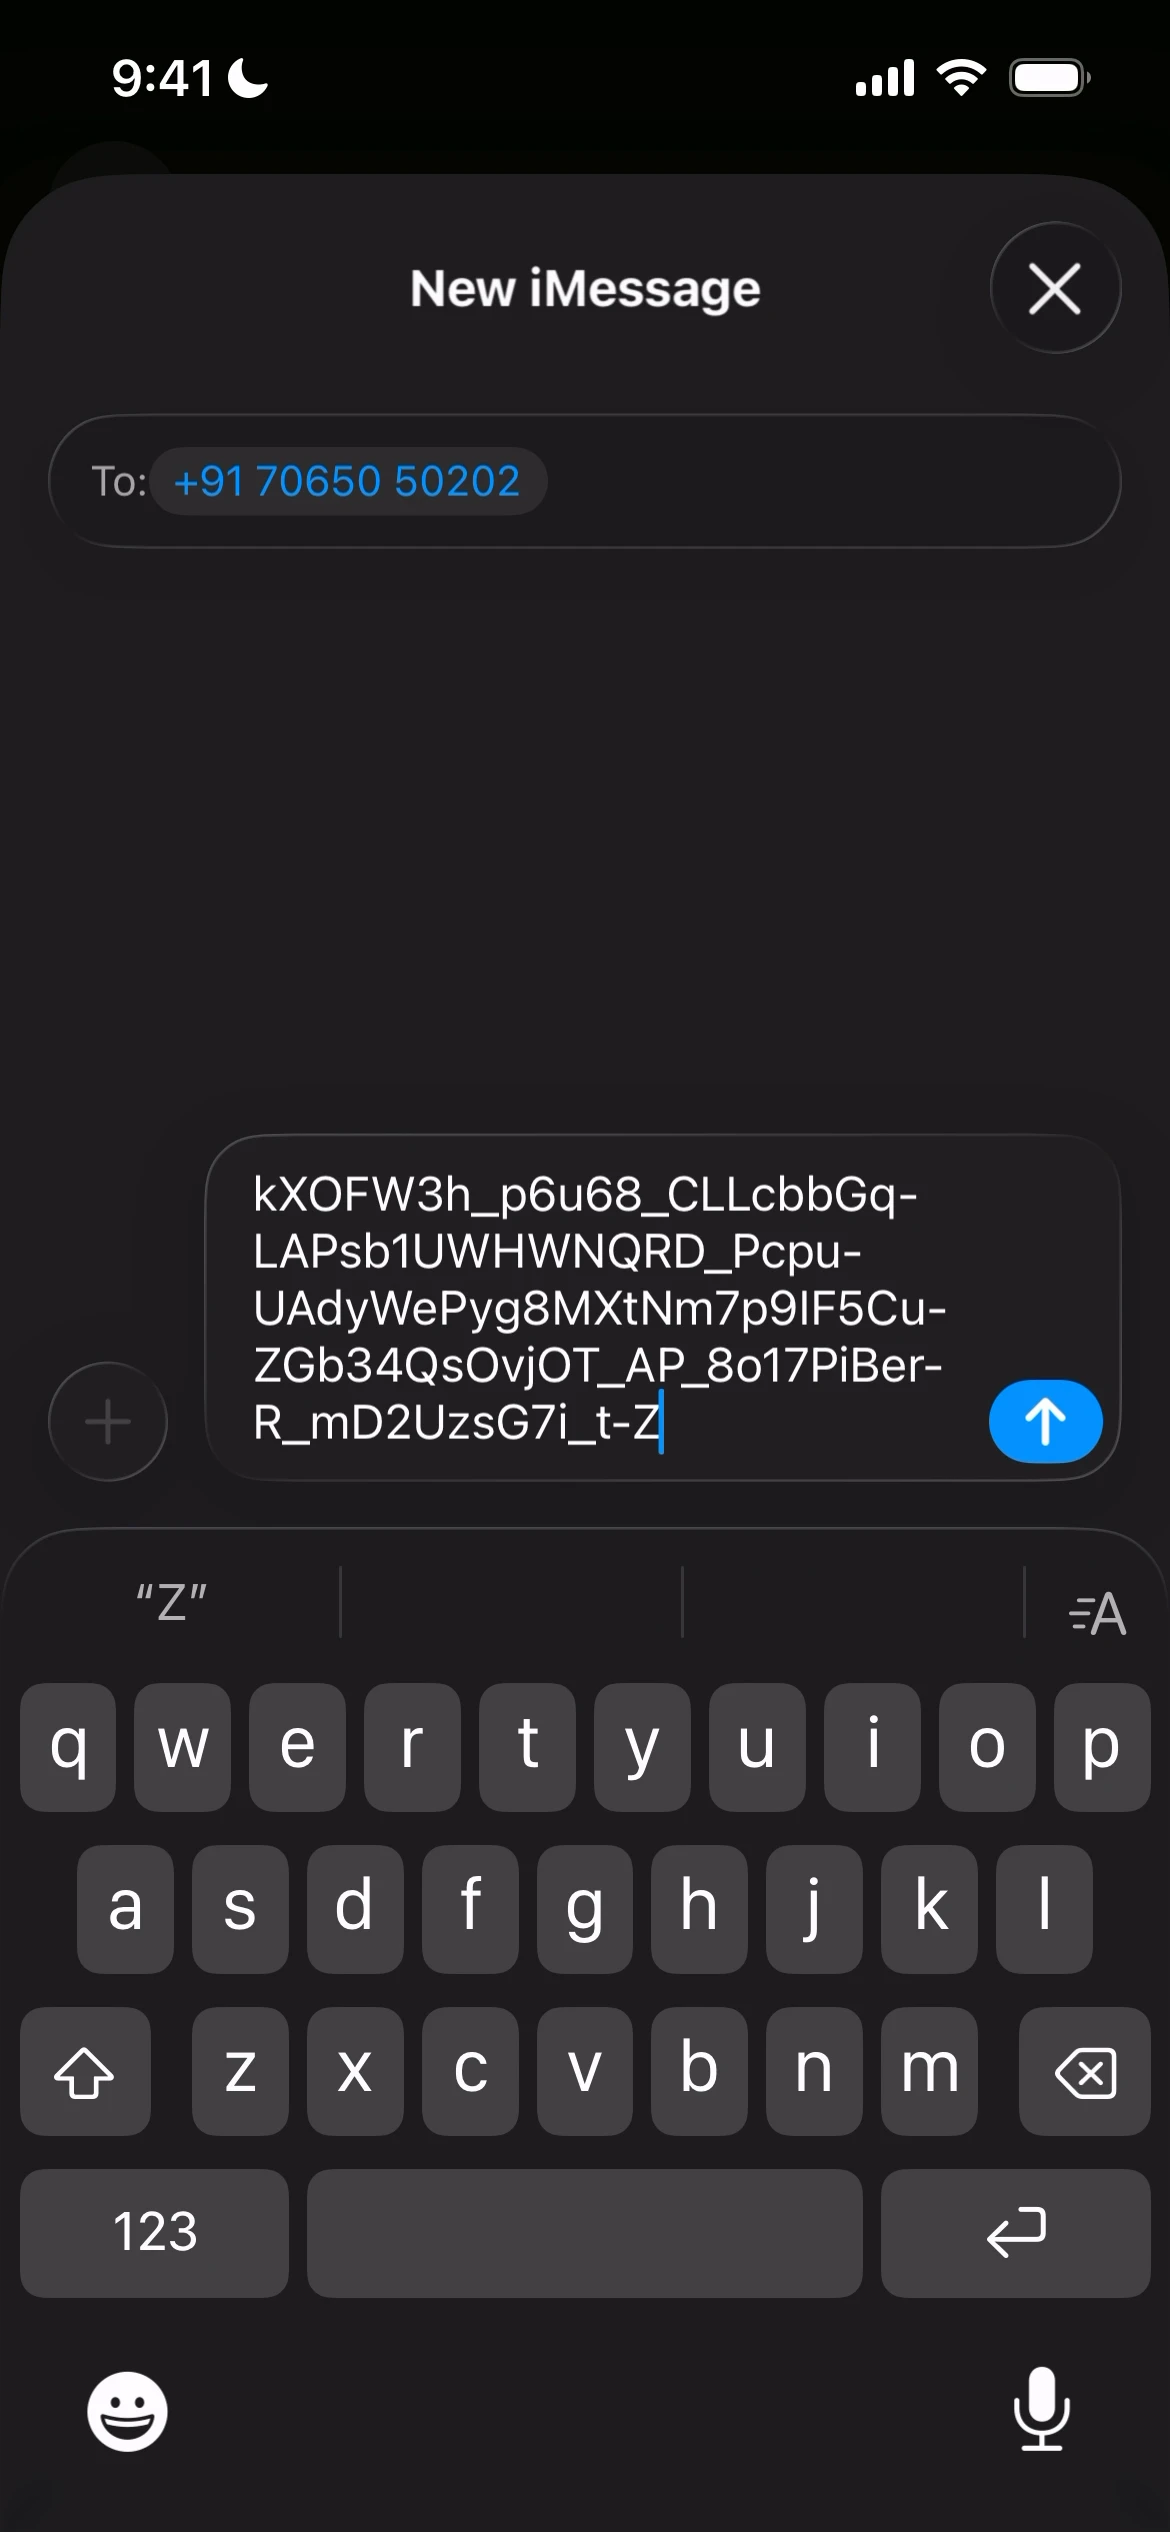 9:41
New iMessage
To: +91 70650 50202
kXOFW3h_p6u68_CLLcbbGq-
LAPsb1UWHWNQRD_Pcpu-
UAdyWePyg8MXtNm7p9IF5Cu-
ZGb34QsOvjOT_AP_8o17PiBer-
R_mD2UzsG7i_t-Z
“Z”
A
q w e r t y u i o p
a s d f g h j k l
z x c v b n m
123